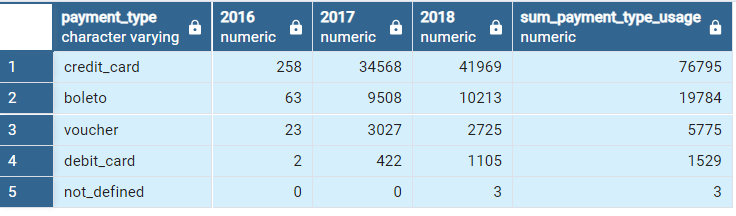 payment_type 2016 2017 2018 sum_payment_type_usage
character varying numeric numeric numeric numeric
1 credit_card 258 34568 41969 76795
2 boleto 63 9508 10213 19784
3 voucher 23 3027 2725 5775
4 debit_card 2 422 1105 1529
5 not_defined 0 0 3 3